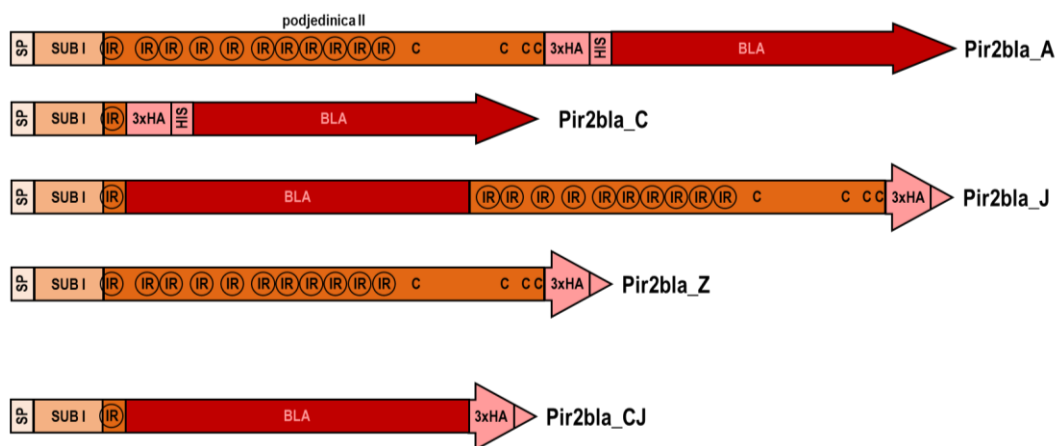 podjedinica II
SP SUB I IR IR IR IR IR IR IR IR IR IR IR IR C C C C 3xHA HIS BLA Pir2bla_A
SP SUB I IR 3xHA HIS BLA Pir2bla_C
SP SUB I IR BLA IR IR IR IR IR IR IR IR IR IR C C C C 3xHA Pir2bla_J
SP SUB I IR IR IR IR IR IR IR IR IR IR IR C C C C 3xHA Pir2bla_Z
SP SUB I IR BLA 3xHA Pir2bla_CJ